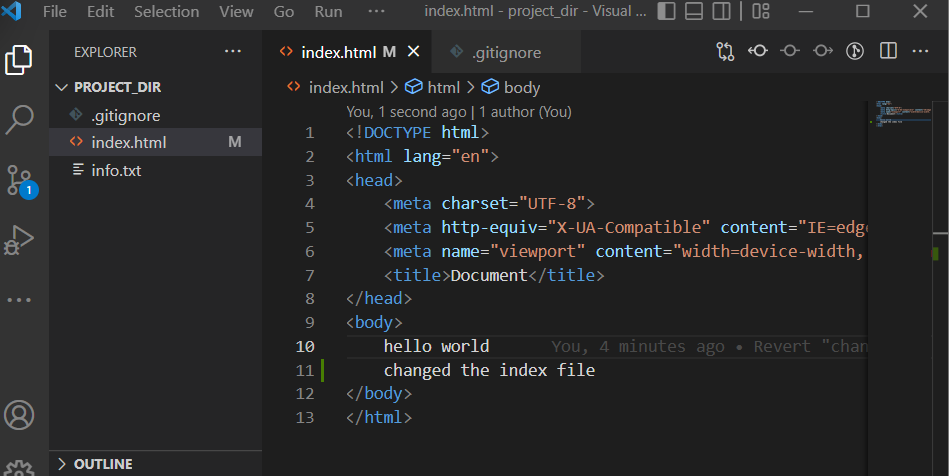 File Edit Selection View Go Run ··· index.html - project_dir - Visual ...
EXPLORER ···
PROJECT_DIR
.gitignore
index.html M
info.txt
1
OUTLINE
index.html M .gitignore
index.html > html > body
You, 1 second ago | 1 author (You)
1 <!DOCTYPE html>
2 <html lang="en">
3 <head>
4 <meta charset="UTF-8">
5 <meta http-equiv="X-UA-Compatible" content="IE=edg
6 <meta name="viewport" content="width=device-width,
7 <title>Document</title>
8 </head>
9 <body>
10 hello world You, 4 minutes ago • Revert "chan
11 changed the index file
12 </body>
13 </html>